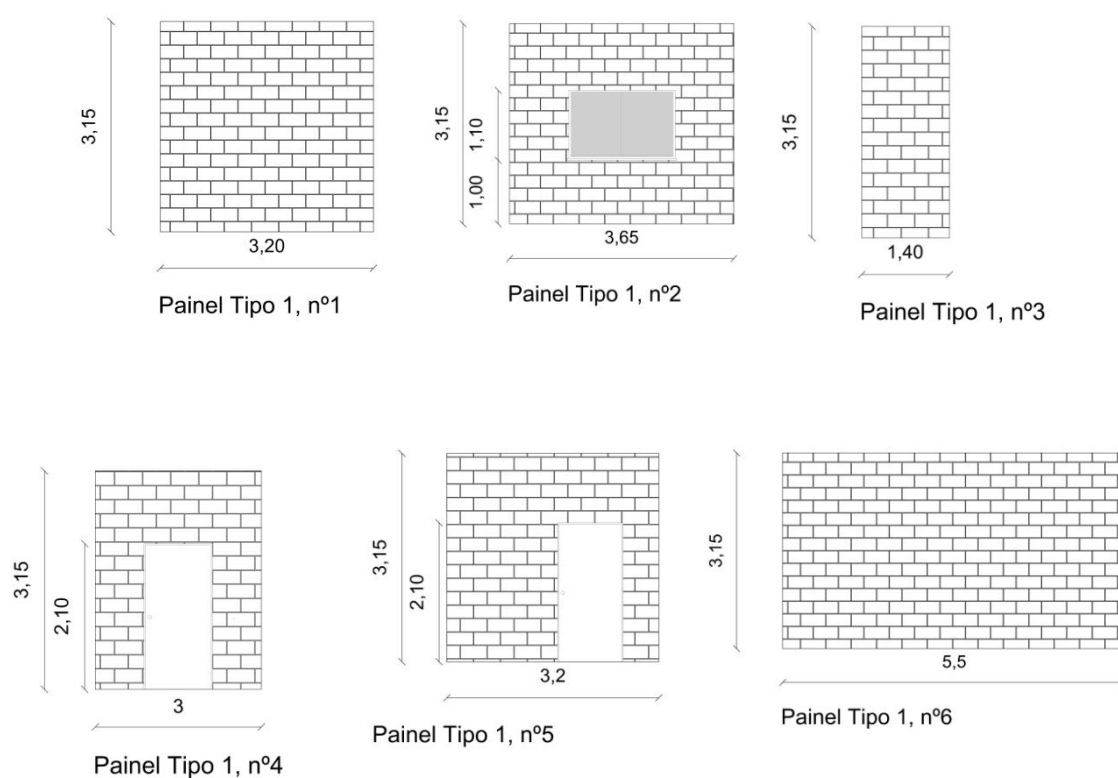 3,15
3,20
Painel Tipo 1, nº1
3,15
1,10
1,00
3,65
Painel Tipo 1, nº2
3,15
1,40
Painel Tipo 1, nº3
3,15
2,10
3
Painel Tipo 1, nº4
3,15
2,10
3,2
Painel Tipo 1, nº5
3,15
5,5
Painel Tipo 1, nº6